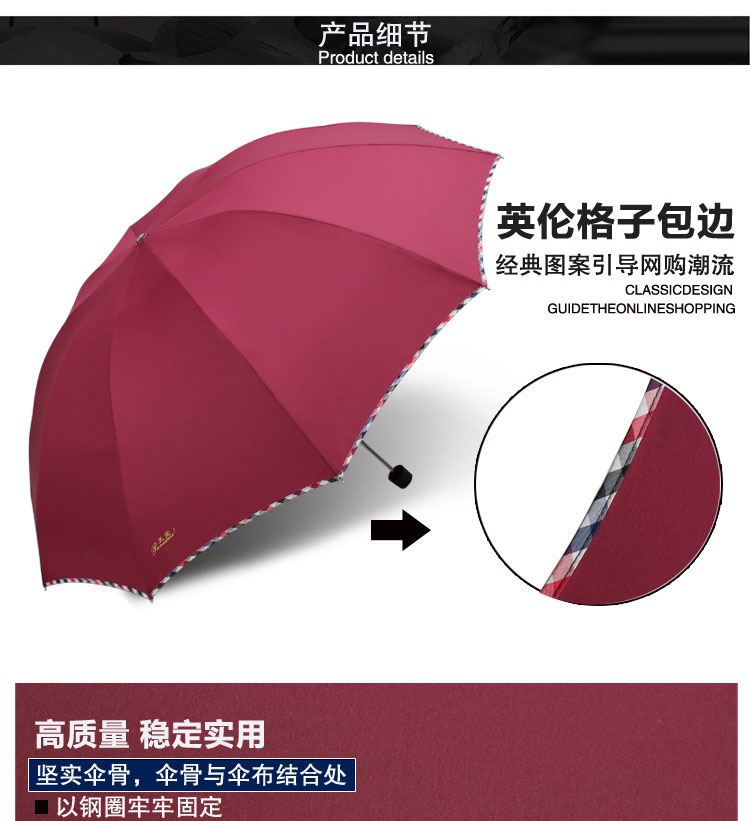 产品细节
Product details
英伦格子包边
经典图案引导网购潮流
CLASSICDESIGN
GUIDETHEONLINESHOPPING
高质量 稳定实用
坚实伞骨，伞骨与伞布结合处
以钢圈牢牢固定